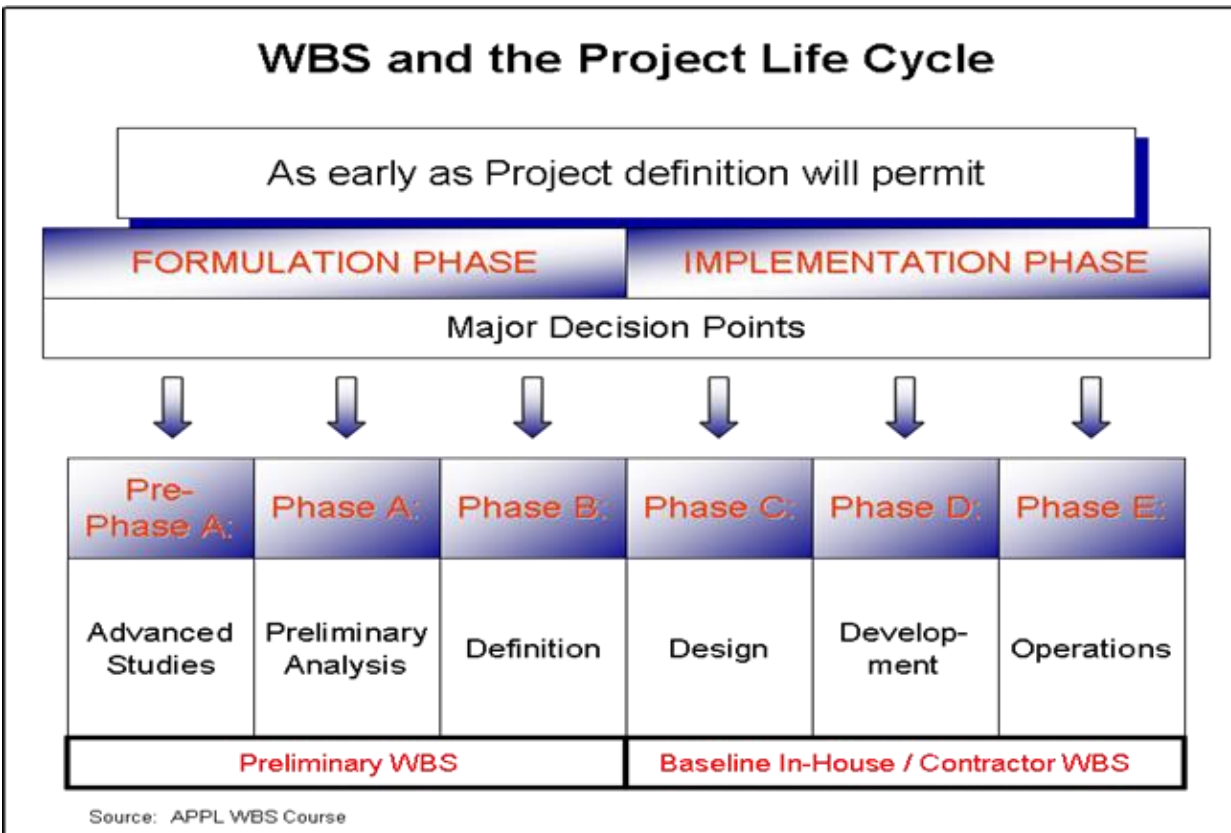 WBS and the Project Life Cycle
As early as Project definition will permit
FORMULATION PHASE
IMPLEMENTATION PHASE
Major Decision Points
Pre-
Phase A:
Phase A:
Phase B:
Phase C:
Phase D:
Phase E:
Advanced
Studies
Preliminary
Analysis
Definition
Design
Develop-
ment
Operations
Preliminary WBS
Baseline In-House / Contractor WBS
Source: APPL WBS Course